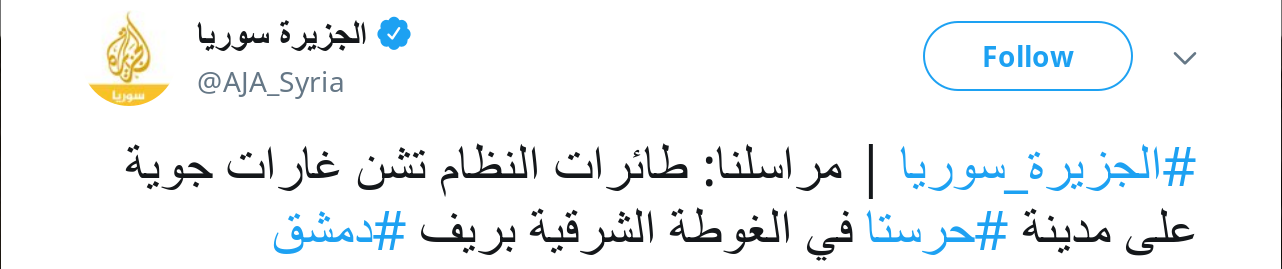 الجزيرة سوريا
@AJA_Syria
سوريا
Follow
#الجزيرة_سوريا | مراسلنا: طائرات النظام تشن غارات جوية
على مدينة #حرستا في الغوطة الشرقية بريف #دمشق